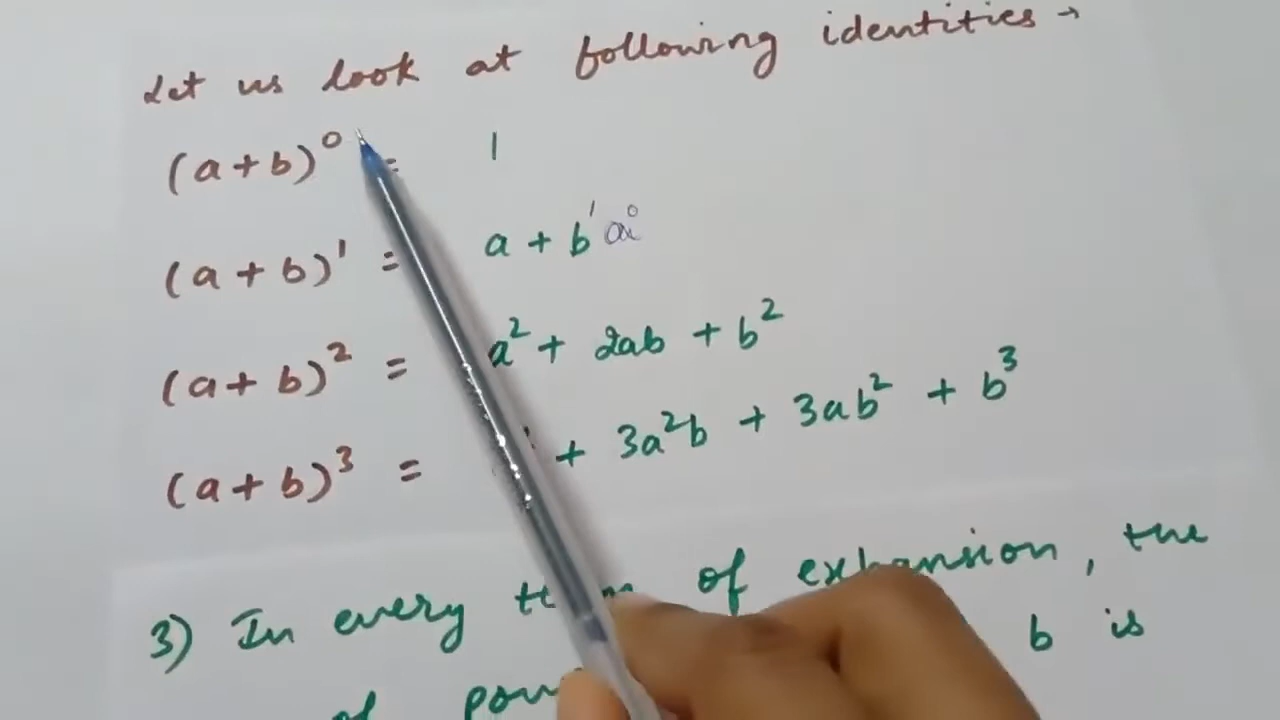 Let us look at following identities →
(a+b)⁰ = 1
(a+b)¹ = a + b¹a⁰
(a+b)² = a² + 2ab + b²
(a+b)³ = + 3a²b + 3ab² + b³
3) In every of expansion, the
of b is